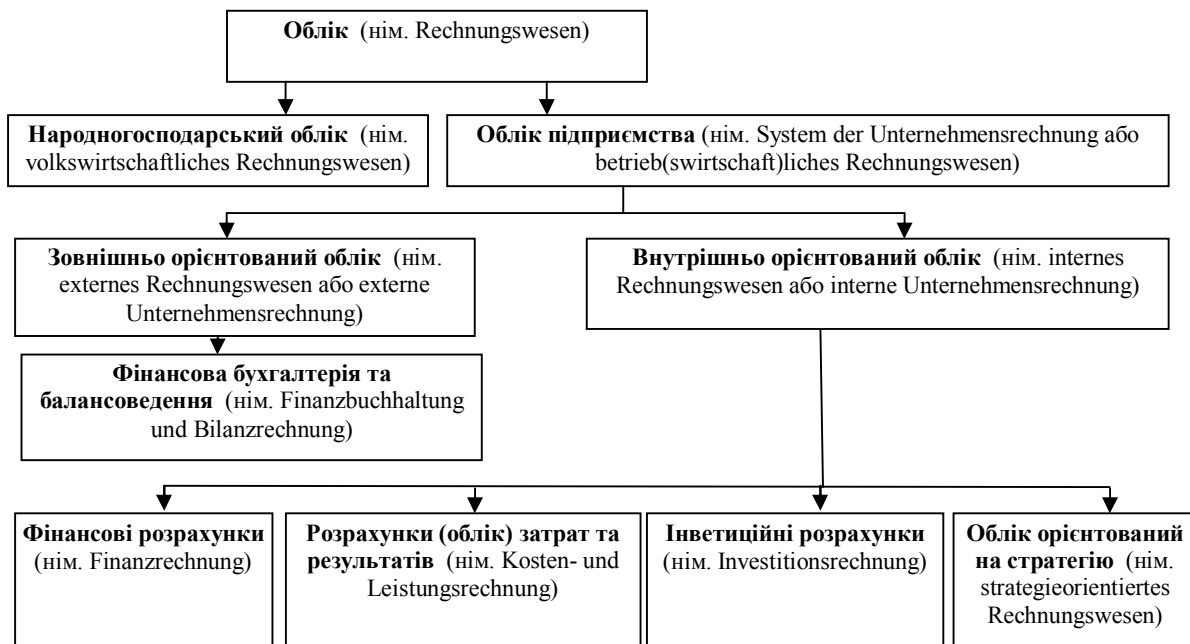 Облік (нім. Rechnungswesen)
Народногосподарський облік (нім.
volkswirtschaftliches Rechnungswesen)
Облік підприємства (нім. System der Unternehmensrechnung або
betrieb(swirtschaft)liches Rechnungswesen)
Зовнішньо орієнтований облік (нім.
externes Rechnungswesen або externe
Unternehmensrechnung)
Внутрішньо орієнтований облік (нім. internes
Rechnungswesen або interne Unternehmensrechnung)
Фінансова бухгалтерія та
балансоведення (нім. Finanzbuchhaltung
und Bilanzrechnung)
Фінансові розрахунки
(нім. Finanzrechnung)
Розрахунки (облік) затрат та
результатів (нім. Kosten- und
Leistungsrechnung)
Інветиційні розрахунки
(нім. Investitionsrechnung)
Облік орієнтований
на стратегію (нім.
strategieorientiertes
Rechnungswesen)